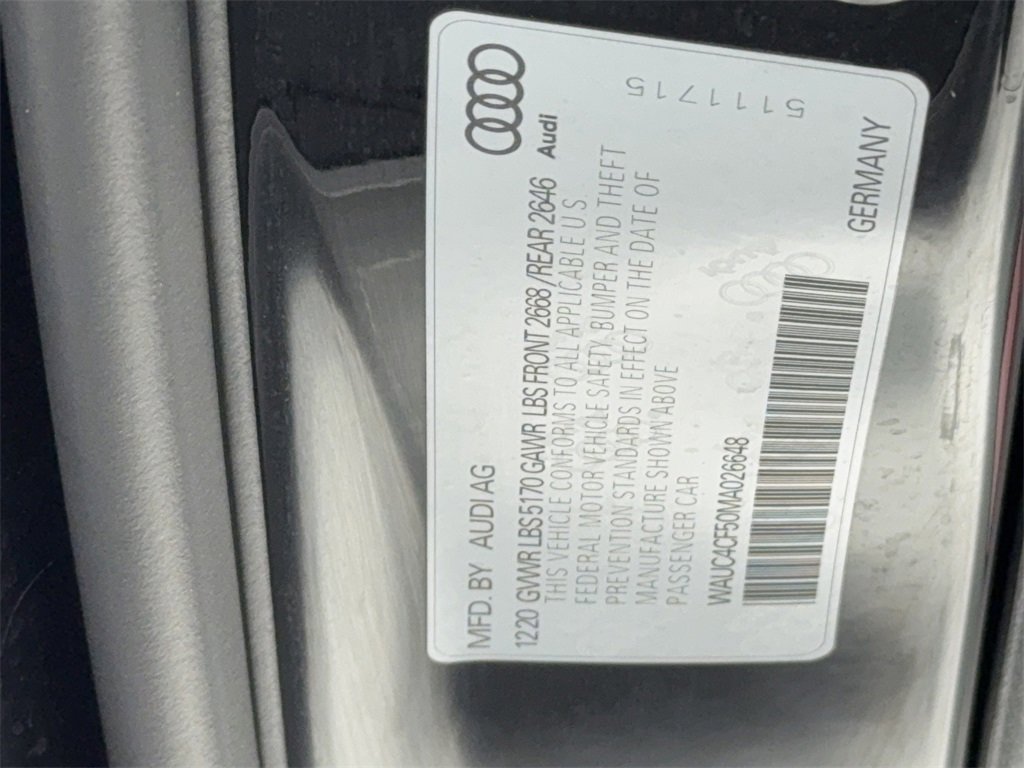 MFD. BY AUDI AG
1220 GVWR LBS 5170 GAWR LBS FRONT 2668 /REAR 2646
Audi
THIS VEHICLE CONFORMS TO ALL APPLICABLE U S
FEDERAL MOTOR VEHICLE SAFETY, BUMPER AND THEFT
PREVENTION STANDARDS IN EFFECT ON THE DATE OF
MANUFACTURE SHOWN ABOVE
PASSENGER CAR
WAUC4CF50MA026648
GERMANY
5111715